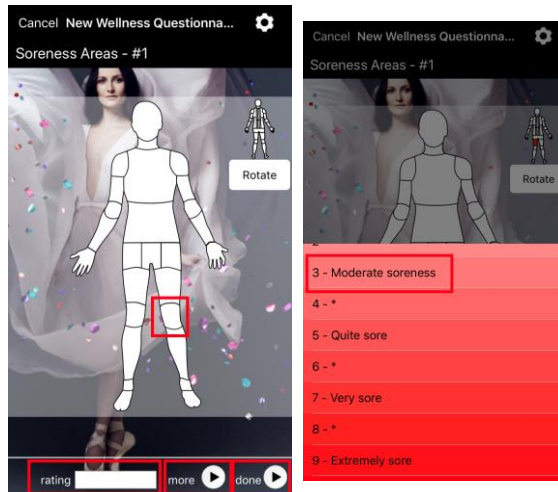 Cancel New Wellness Questionna...
Soreness Areas - #1
Rotate
rating
more
done
Cancel New Wellness Questionna...
Soreness Areas - #1
Rotate
3 - Moderate soreness
4 - *
5 - Quite sore
6 - *
7 - Very sore
8 - *
9 - Extremely sore